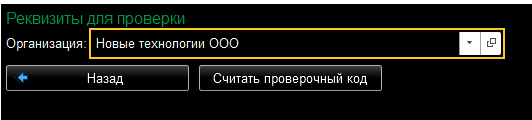 Реквизиты для проверки
Организация: Новые технологии ООО
Назад Считать проверочный код